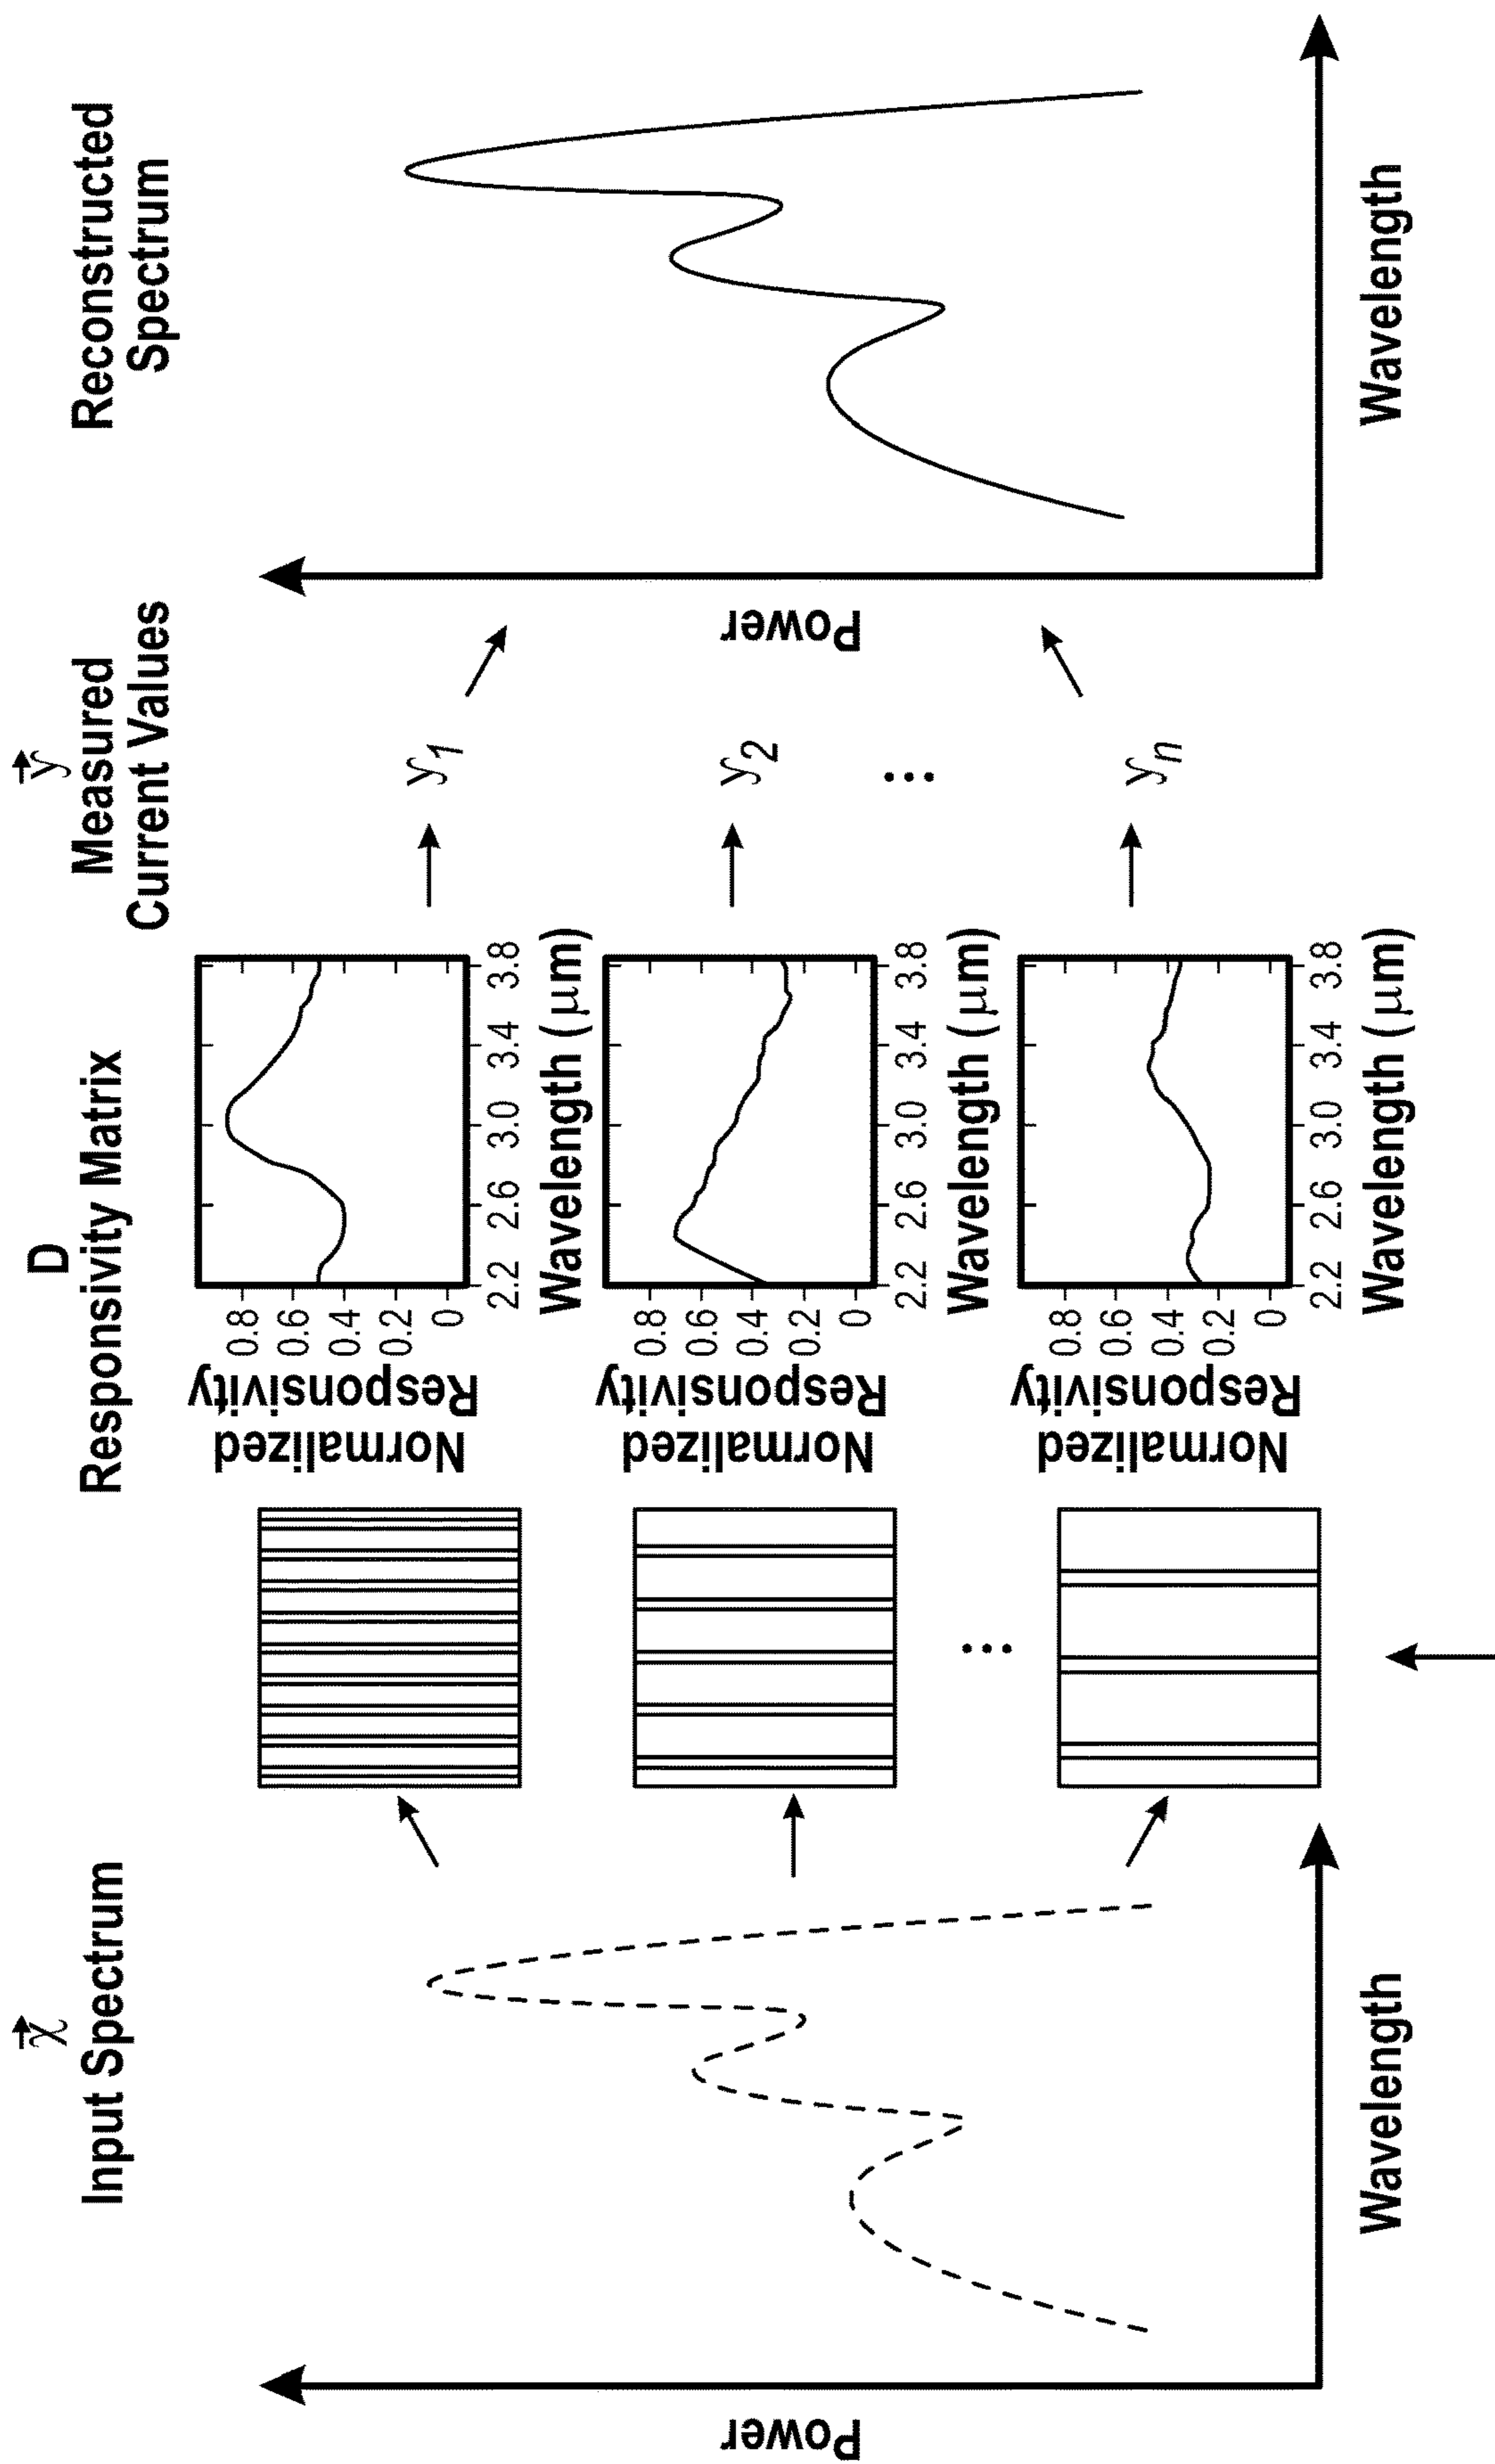 x⃗
Input Spectrum
Power
Wavelength
...
D
Responsivity Matrix
Normalized
Responsivity
0.8
0.6
0.4
0.2
0
2.2 2.6 3.0 3.4 3.8
Wavelength (μm)
Normalized
Responsivity
0.8
0.6
0.4
0.2
0
2.2 2.6 3.0 3.4 3.8
Wavelength (μm)
Normalized
Responsivity
0.8
0.6
0.4
0.2
0
2.2 2.6 3.0 3.4 3.8
Wavelength (μm)
y⃗
Measured
Current Values
y1
y2
...
yn
Reconstructed
Spectrum
Power
Wavelength